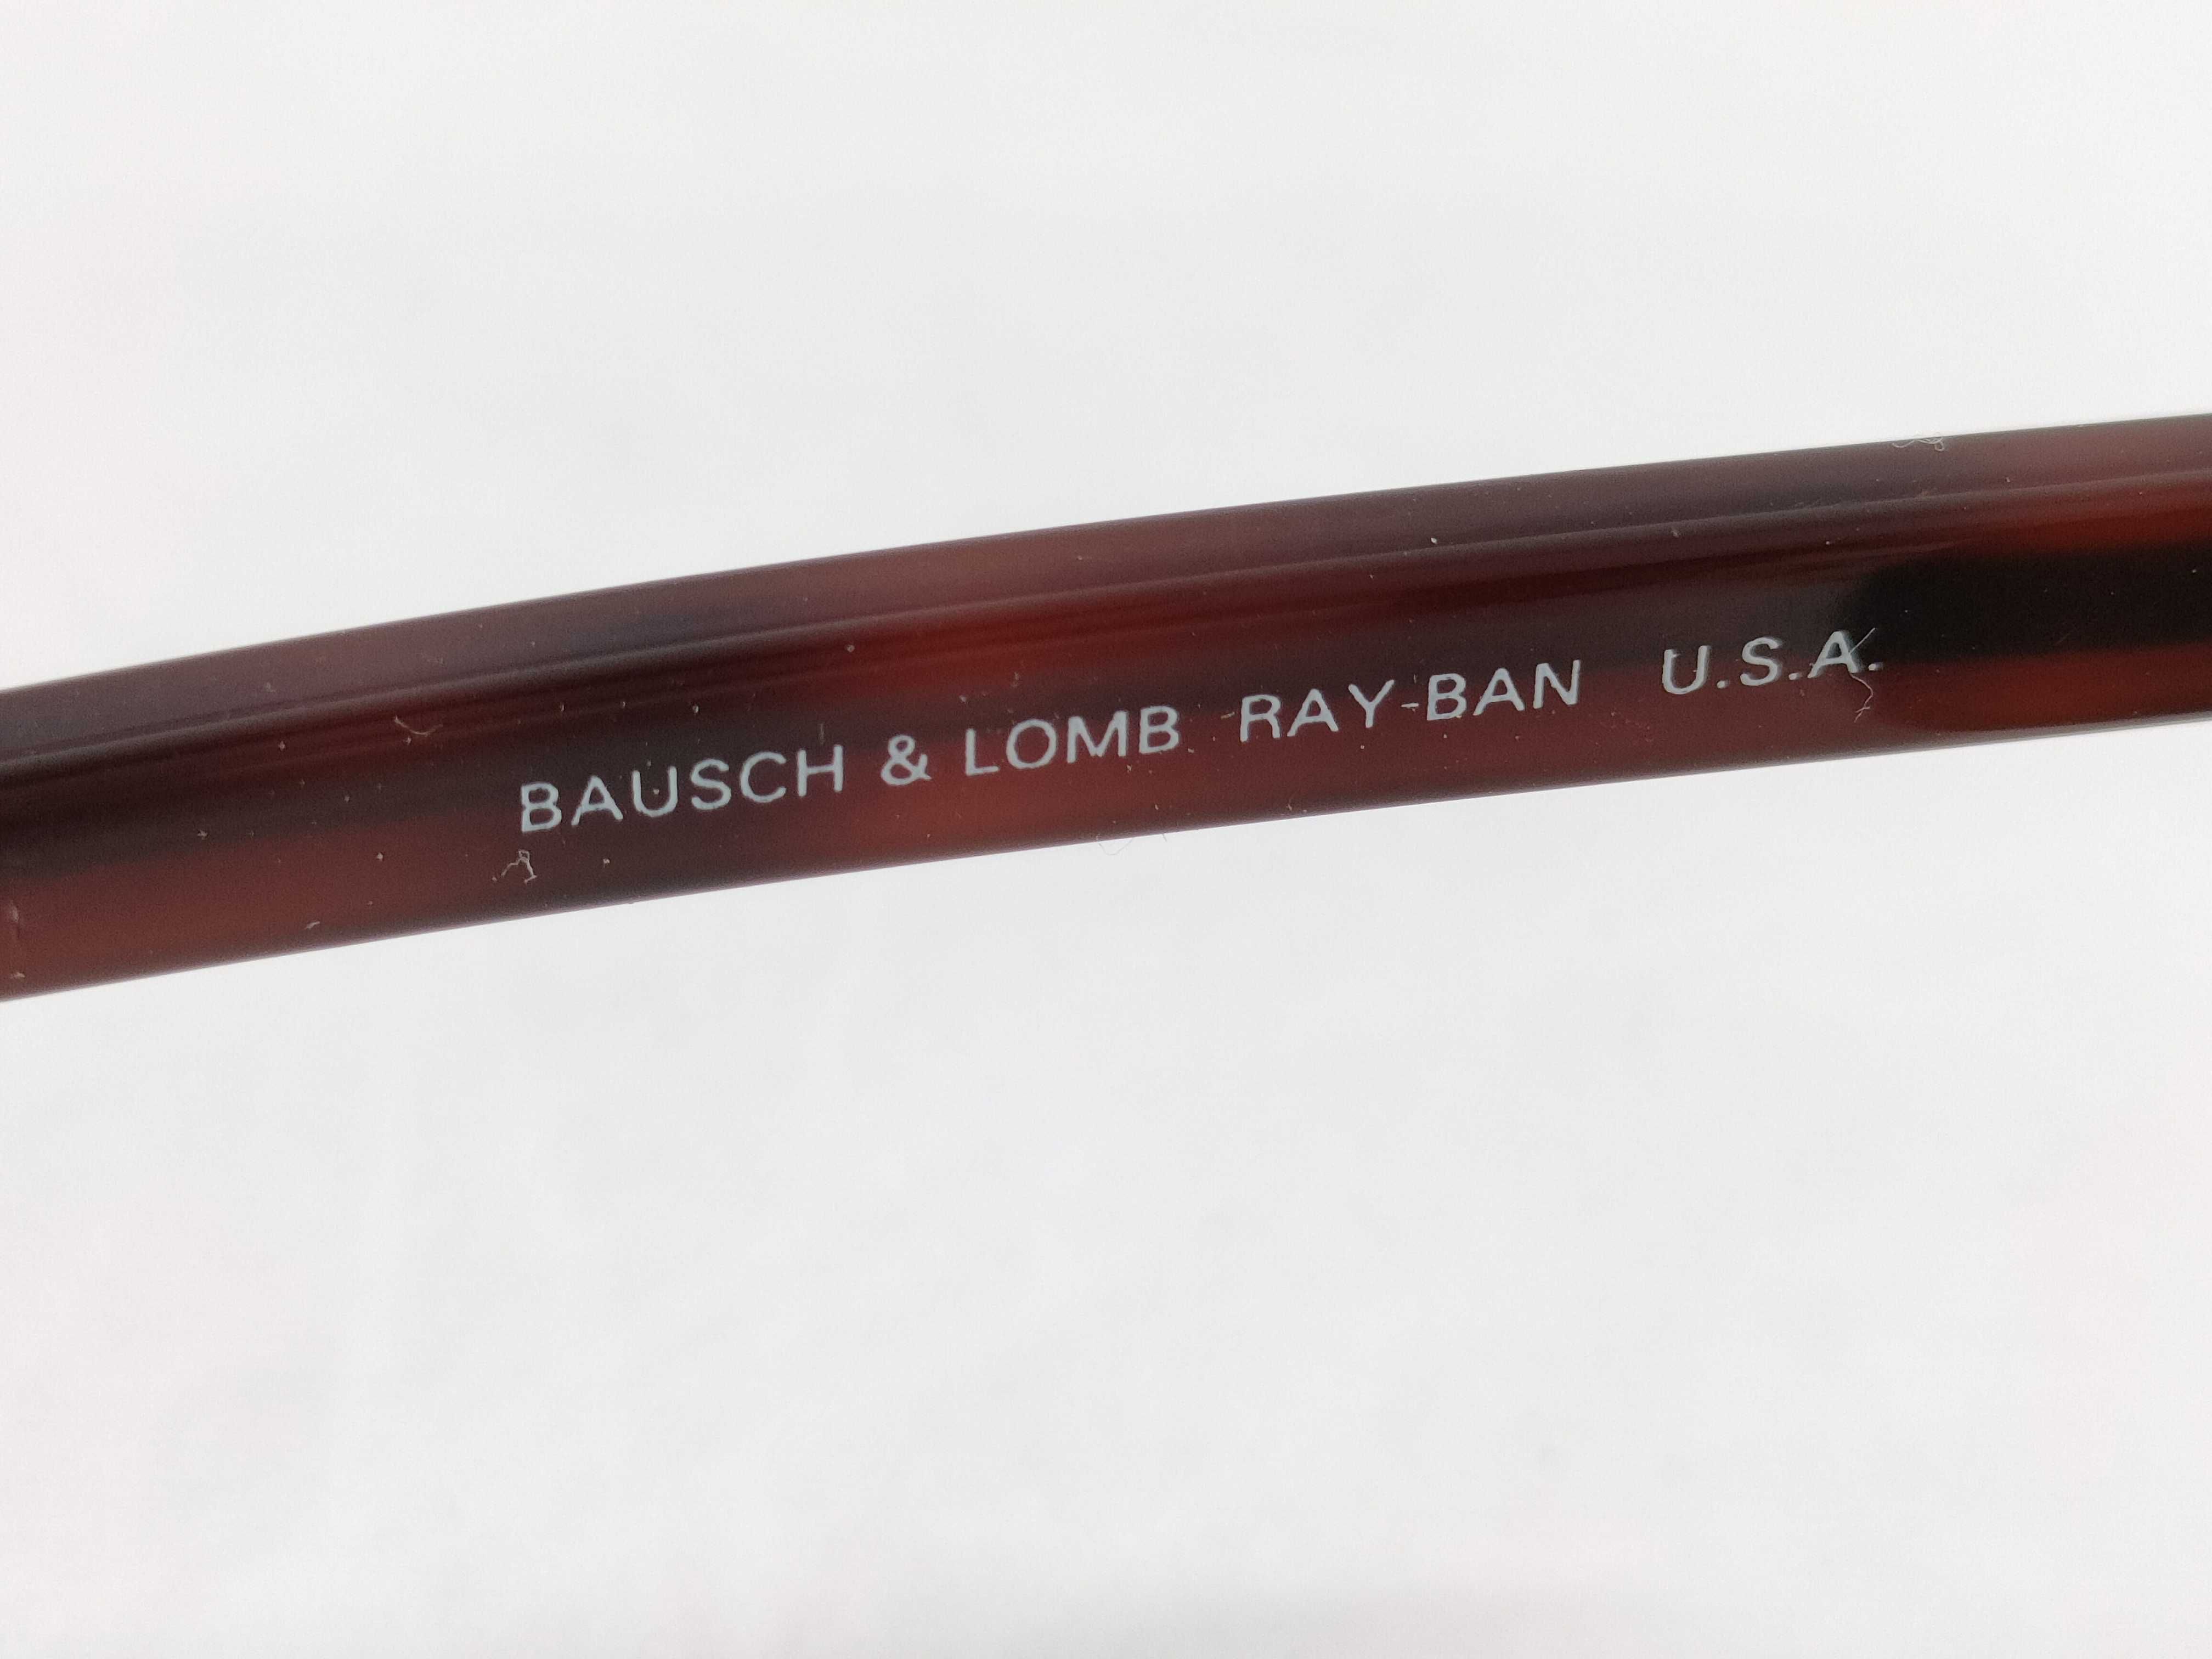 BAUSCH & LOMB RAY-BAN U.S.A.